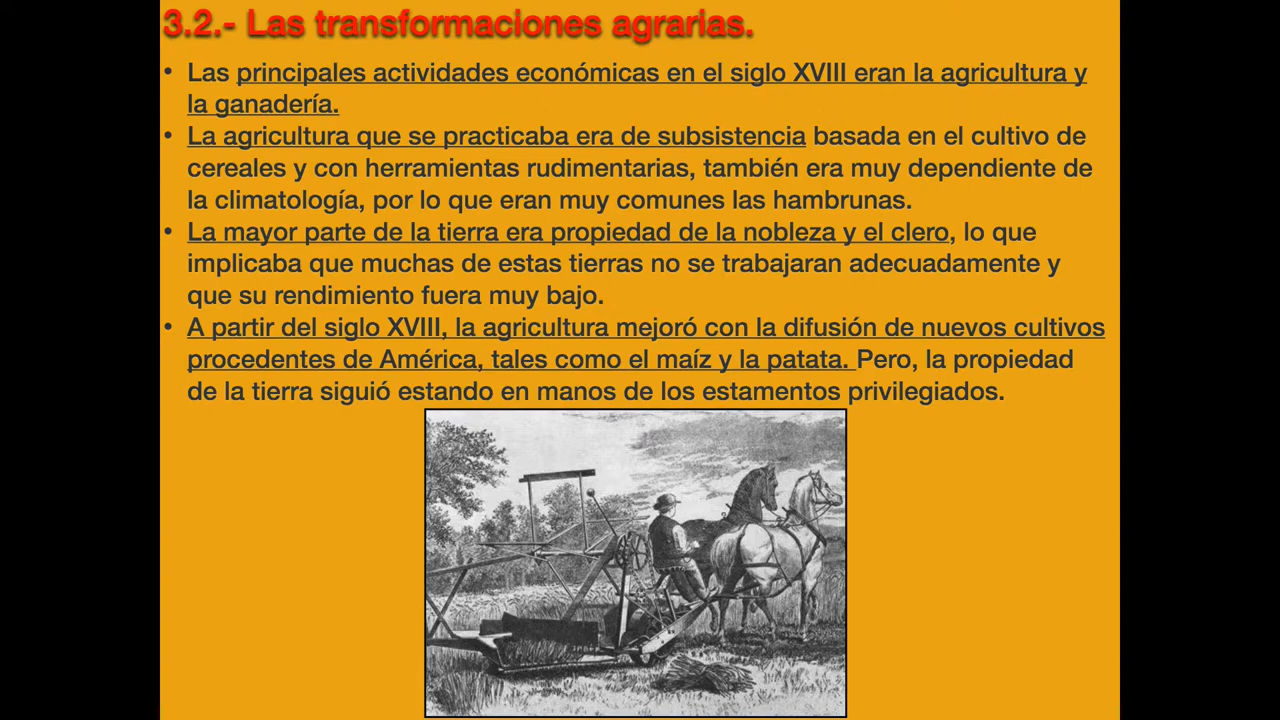 3.2.- Las transformaciones agrarias.
• Las principales actividades económicas en el siglo XVIII eran la agricultura y
la ganadería.
• La agricultura que se practicaba era de subsistencia basada en el cultivo de
cereales y con herramientas rudimentarias, también era muy dependiente de
la climatología, por lo que eran muy comunes las hambrunas.
• La mayor parte de la tierra era propiedad de la nobleza y el clero, lo que
implicaba que muchas de estas tierras no se trabajaran adecuadamente y
que su rendimiento fuera muy bajo.
• A partir del siglo XVIII, la agricultura mejoró con la difusión de nuevos cultivos
procedentes de América, tales como el maíz y la patata. Pero, la propiedad
de la tierra siguió estando en manos de los estamentos privilegiados.